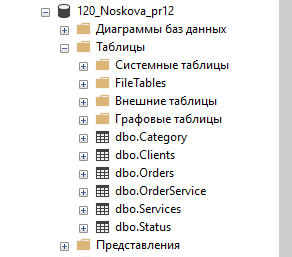 120_Noskova_pr12
Диаграммы баз данных
Таблицы
Системные таблицы
FileTables
Внешние таблицы
Графовые таблицы
dbo.Category
dbo.Clients
dbo.Orders
dbo.OrderService
dbo.Services
dbo.Status
Представления